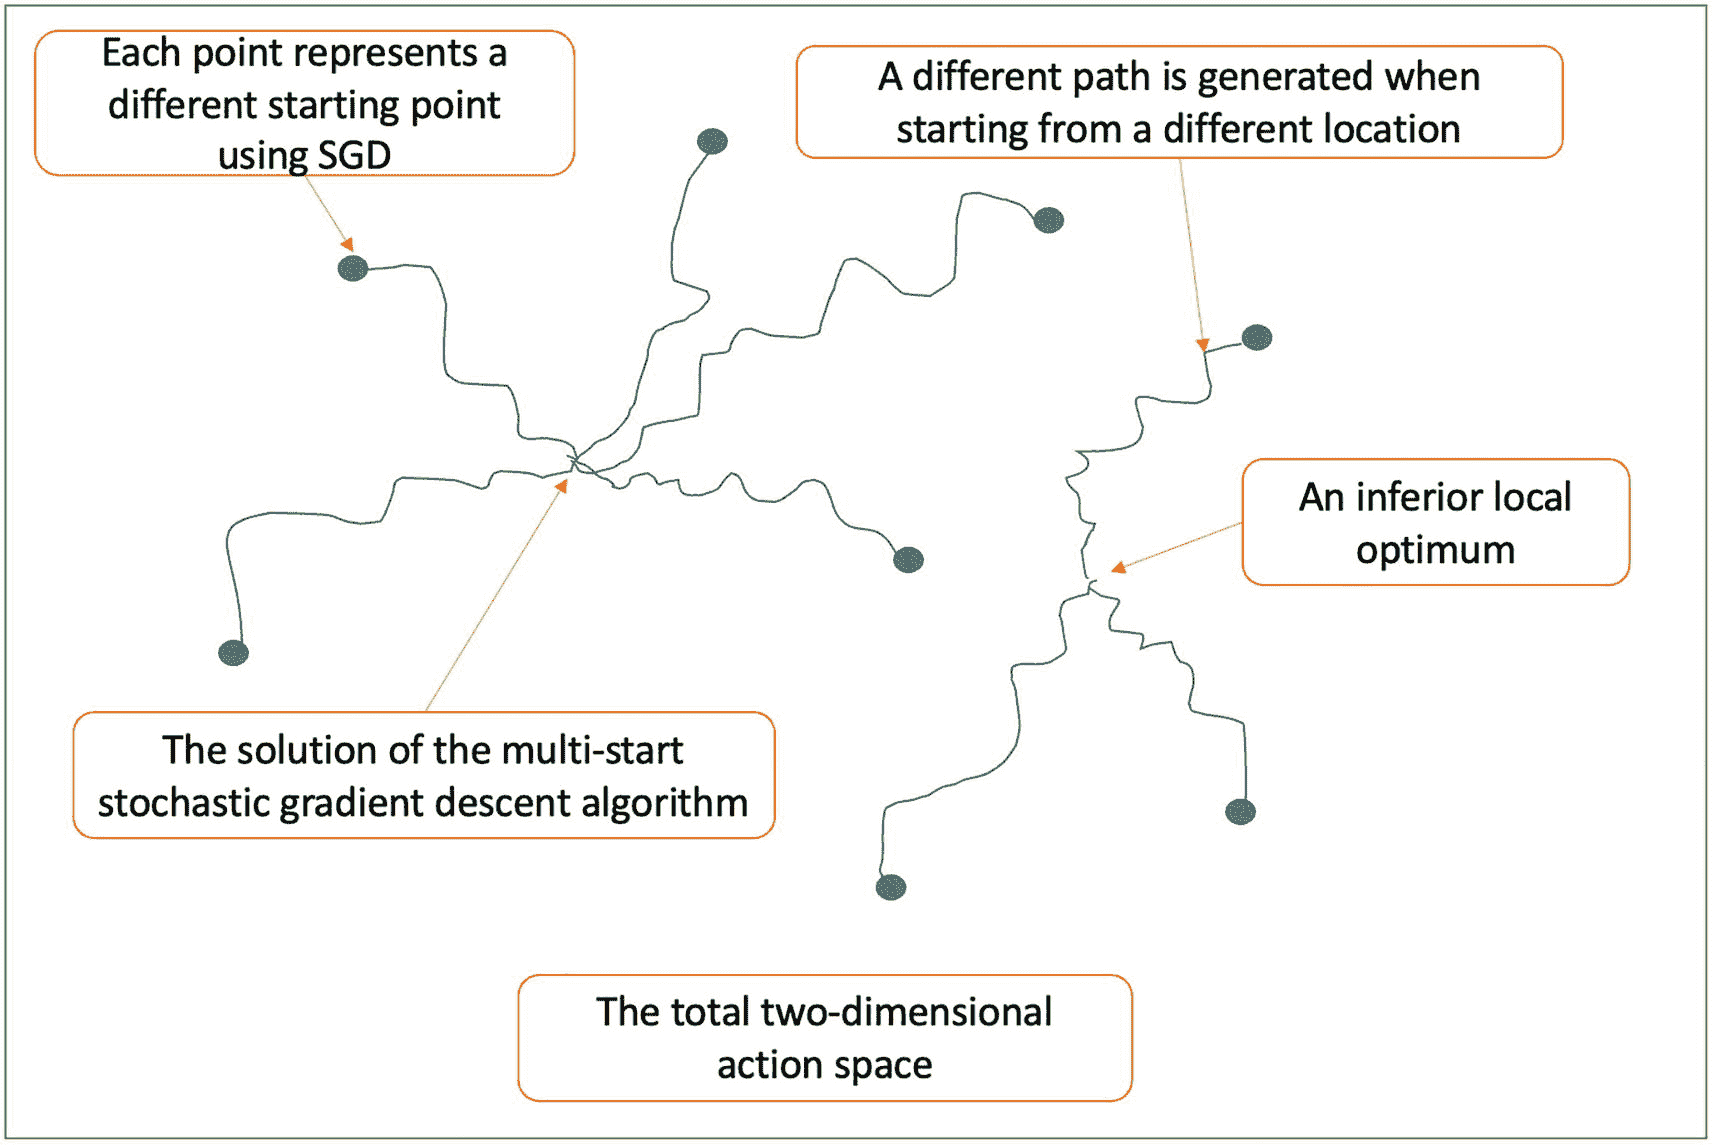 Each point represents a
different starting point
using SGD
A different path is generated when
starting from a different location
An inferior local
optimum
The solution of the multi-start
stochastic gradient descent algorithm
The total two-dimensional
action space